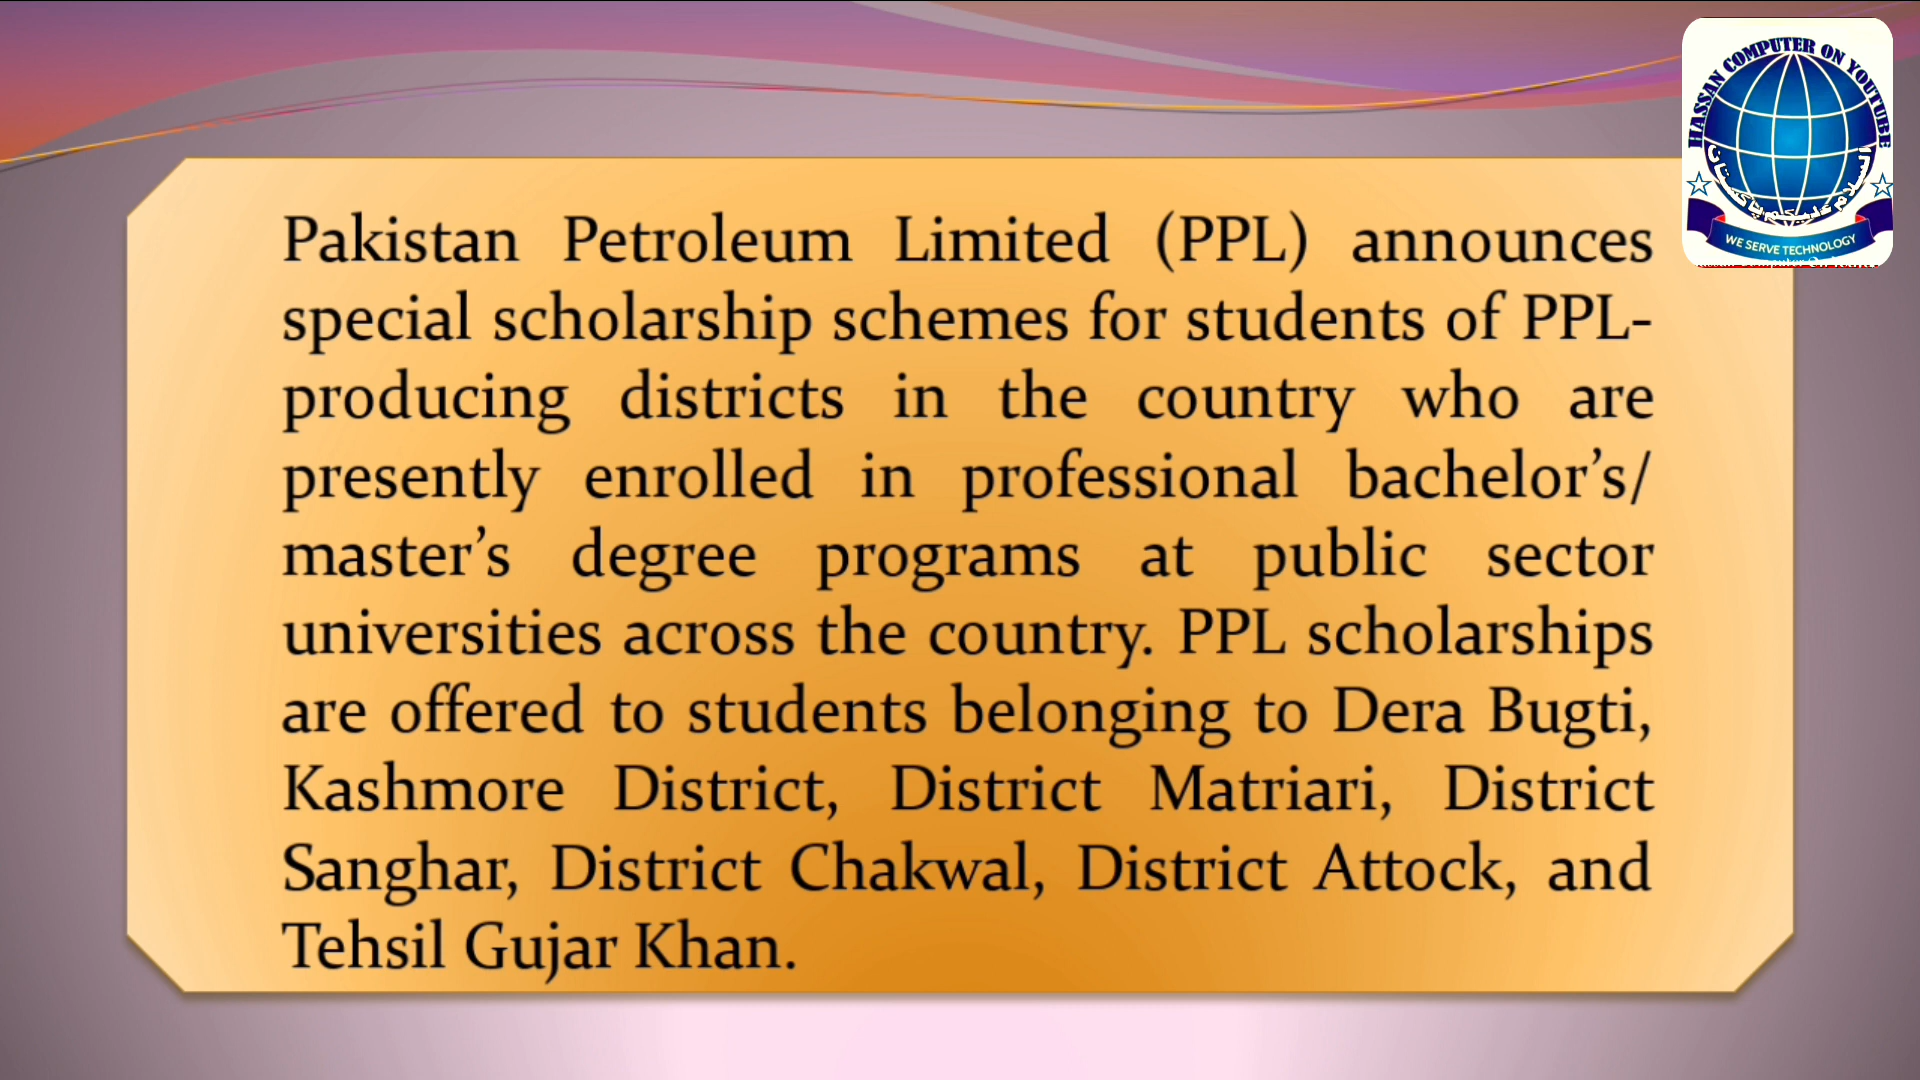 HASSAN COMPUTER ON YOUTUBE
السلام علیکم پاکستان
WE SERVE TECHNOLOGY
Pakistan Petroleum Limited (PPL) announces
special scholarship schemes for students of PPL-
producing districts in the country who are
presently enrolled in professional bachelor’s/
master’s degree programs at public sector
universities across the country. PPL scholarships
are offered to students belonging to Dera Bugti,
Kashmore District, District Matriari, District
Sanghar, District Chakwal, District Attock, and
Tehsil Gujar Khan.